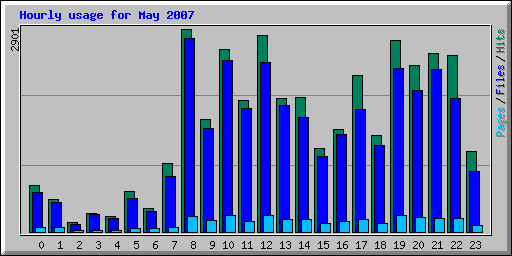 Hourly usage for May 2007
2901
Pages / Files / Hits
0 1 2 3 4 5 6 7 8 9 10 11 12 13 14 15 16 17 18 19 20 21 22 23